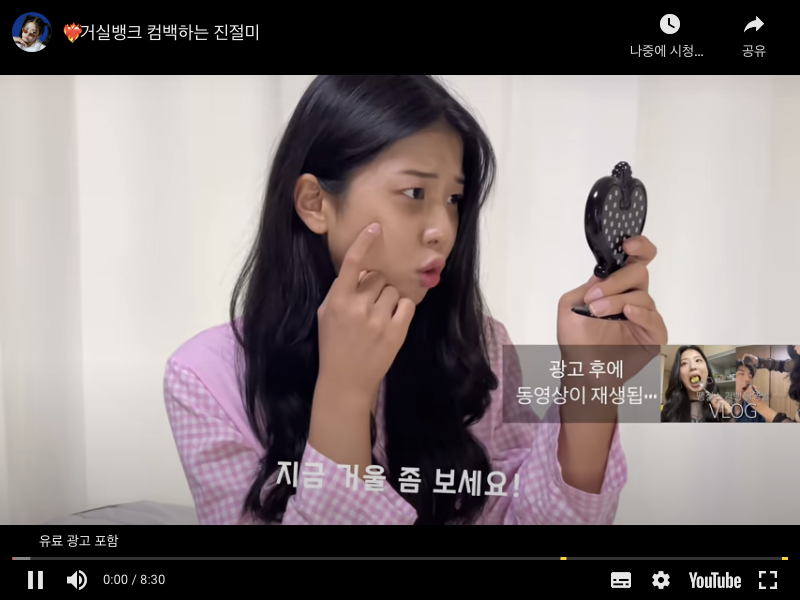 ❤️‍🔥거실뱅크 컴백하는 진절미
나중에 시청...
공유
광고 후에
동영상이 재생됩...
VLOG
지금 거울 좀 보세요!
유료 광고 포함
0:00 / 8:30
YouTube